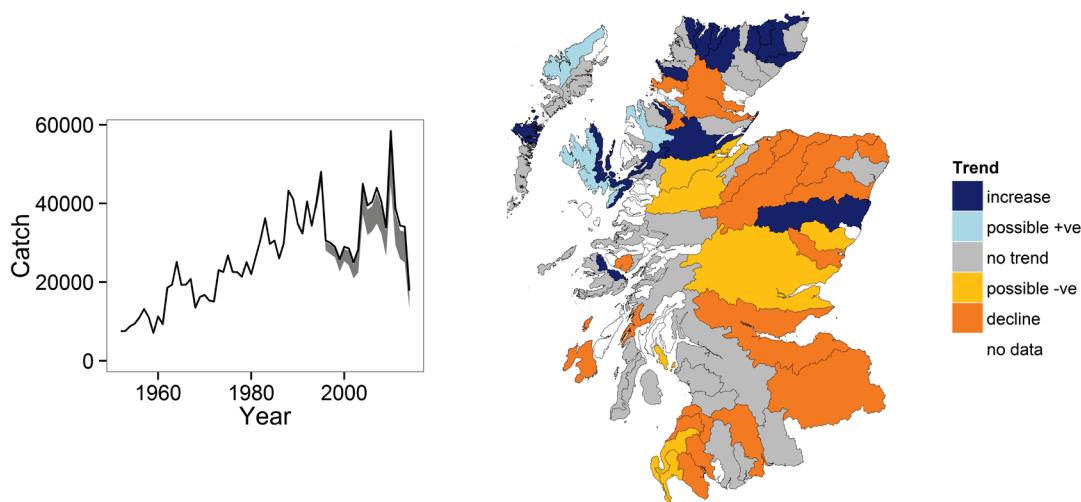 60000
40000
20000
0
Catch
1960
1980
2000
Year
Trend
increase
possible +ve
no trend
possible -ve
decline
no data